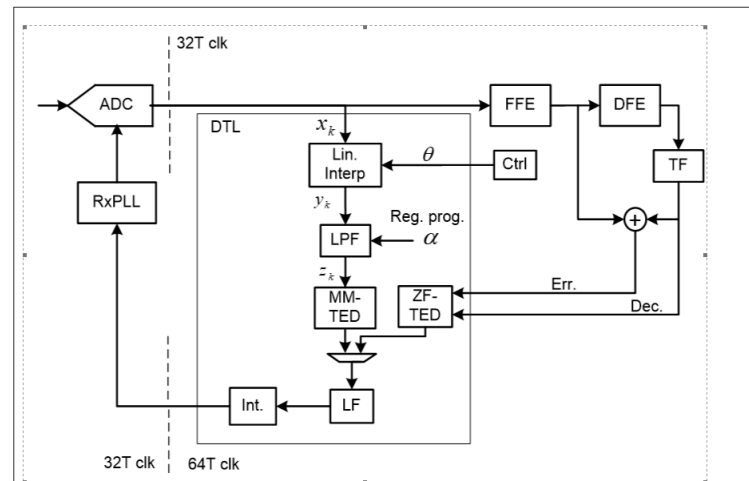 32T clk
ADC
FFE
DFE
DTL
x_k
Lin.
Interp
θ
Ctrl
TF
RxPLL
y_k
Reg. prog.
LPF
α
+
z_k
Err.
MM-
TED
ZF-
TED
Dec.
Int.
LF
32T clk
64T clk